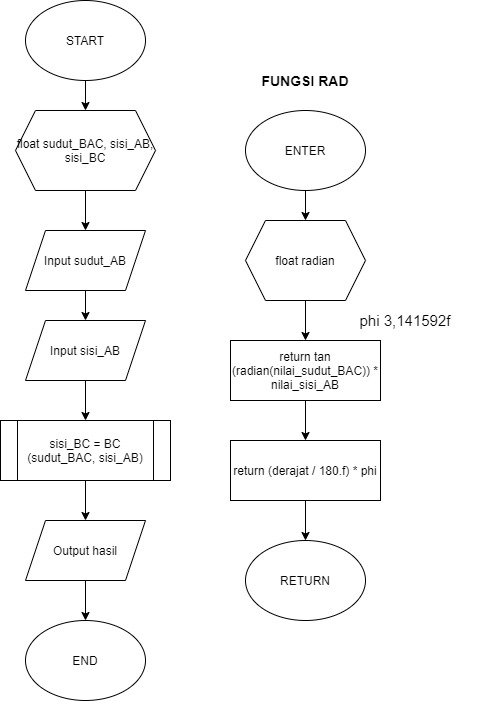 START
float sudut_BAC, sisi_AB,
sisi_BC
Input sudut_AB
Input sisi_AB
sisi_BC = BC
(sudut_BAC, sisi_AB)
Output hasil
END
FUNGSI RAD
ENTER
float radian
phi 3,141592f
return tan
(radian(nilai_sudut_BAC)) *
nilai_sisi_AB
return (derajat / 180.f) * phi
RETURN